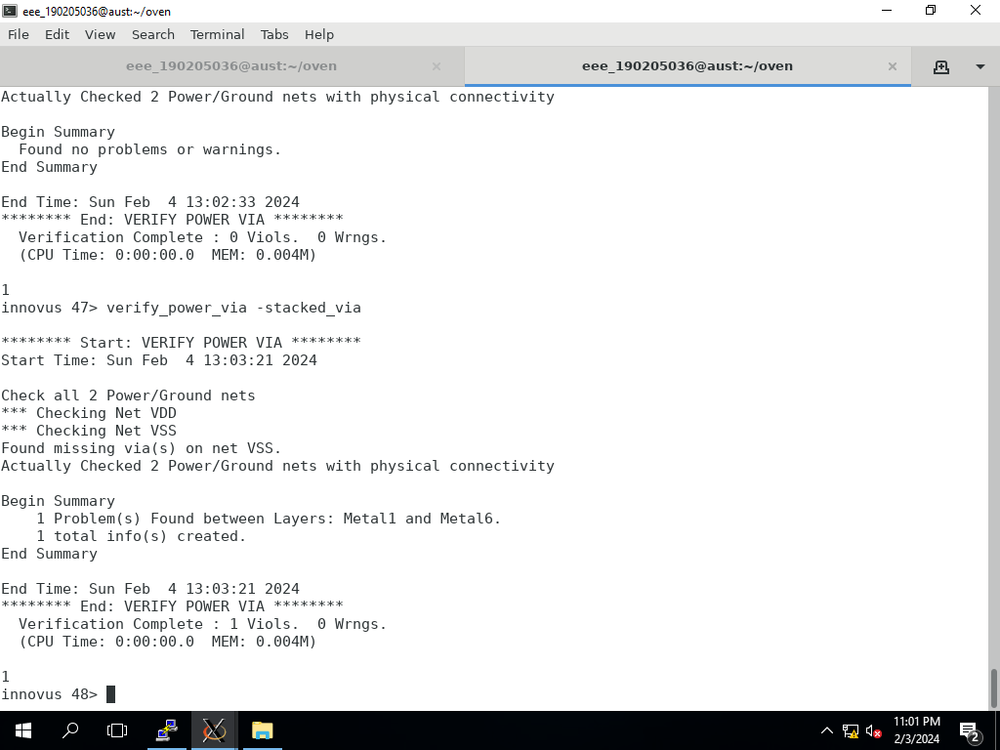 eee_190205036@aust:~/oven
File Edit View Search Terminal Tabs Help
eee_190205036@aust:~/oven
eee_190205036@aust:~/oven
Actually Checked 2 Power/Ground nets with physical connectivity
Begin Summary
  Found no problems or warnings.
End Summary
End Time: Sun Feb  4 13:02:33 2024
******** End: VERIFY POWER VIA ********
  Verification Complete : 0 Viols.  0 Wrngs.
  (CPU Time: 0:00:00.0  MEM: 0.004M)
1
innovus 47> verify_power_via -stacked_via
******** Start: VERIFY POWER VIA ********
Start Time: Sun Feb  4 13:03:21 2024
Check all 2 Power/Ground nets
*** Checking Net VDD
*** Checking Net VSS
Found missing via(s) on net VSS.
Actually Checked 2 Power/Ground nets with physical connectivity
Begin Summary
    1 Problem(s) Found between Layers: Metal1 and Metal6.
    1 total info(s) created.
End Summary
End Time: Sun Feb  4 13:03:21 2024
******** End: VERIFY POWER VIA ********
  Verification Complete : 1 Viols.  0 Wrngs.
  (CPU Time: 0:00:00.0  MEM: 0.004M)
1
innovus 48>
11:01 PM
2/3/2024
2